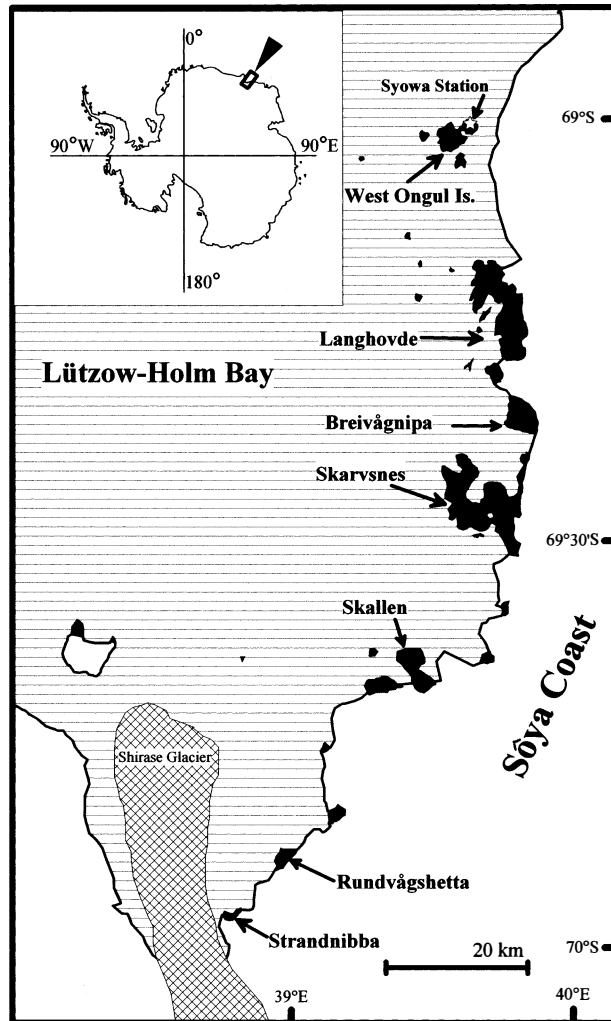 0°
90°W
90°E
180°
Syowa Station
69°S
West Ongul Is.
Langhovde
Lützow-Holm Bay
Breivågnipa
Skarvsnes
69°30'S
Skallen
Sôya Coast
Shirase Glacier
Rundvågshetta
Strandnibba
20 km
70°S
39°E
40°E